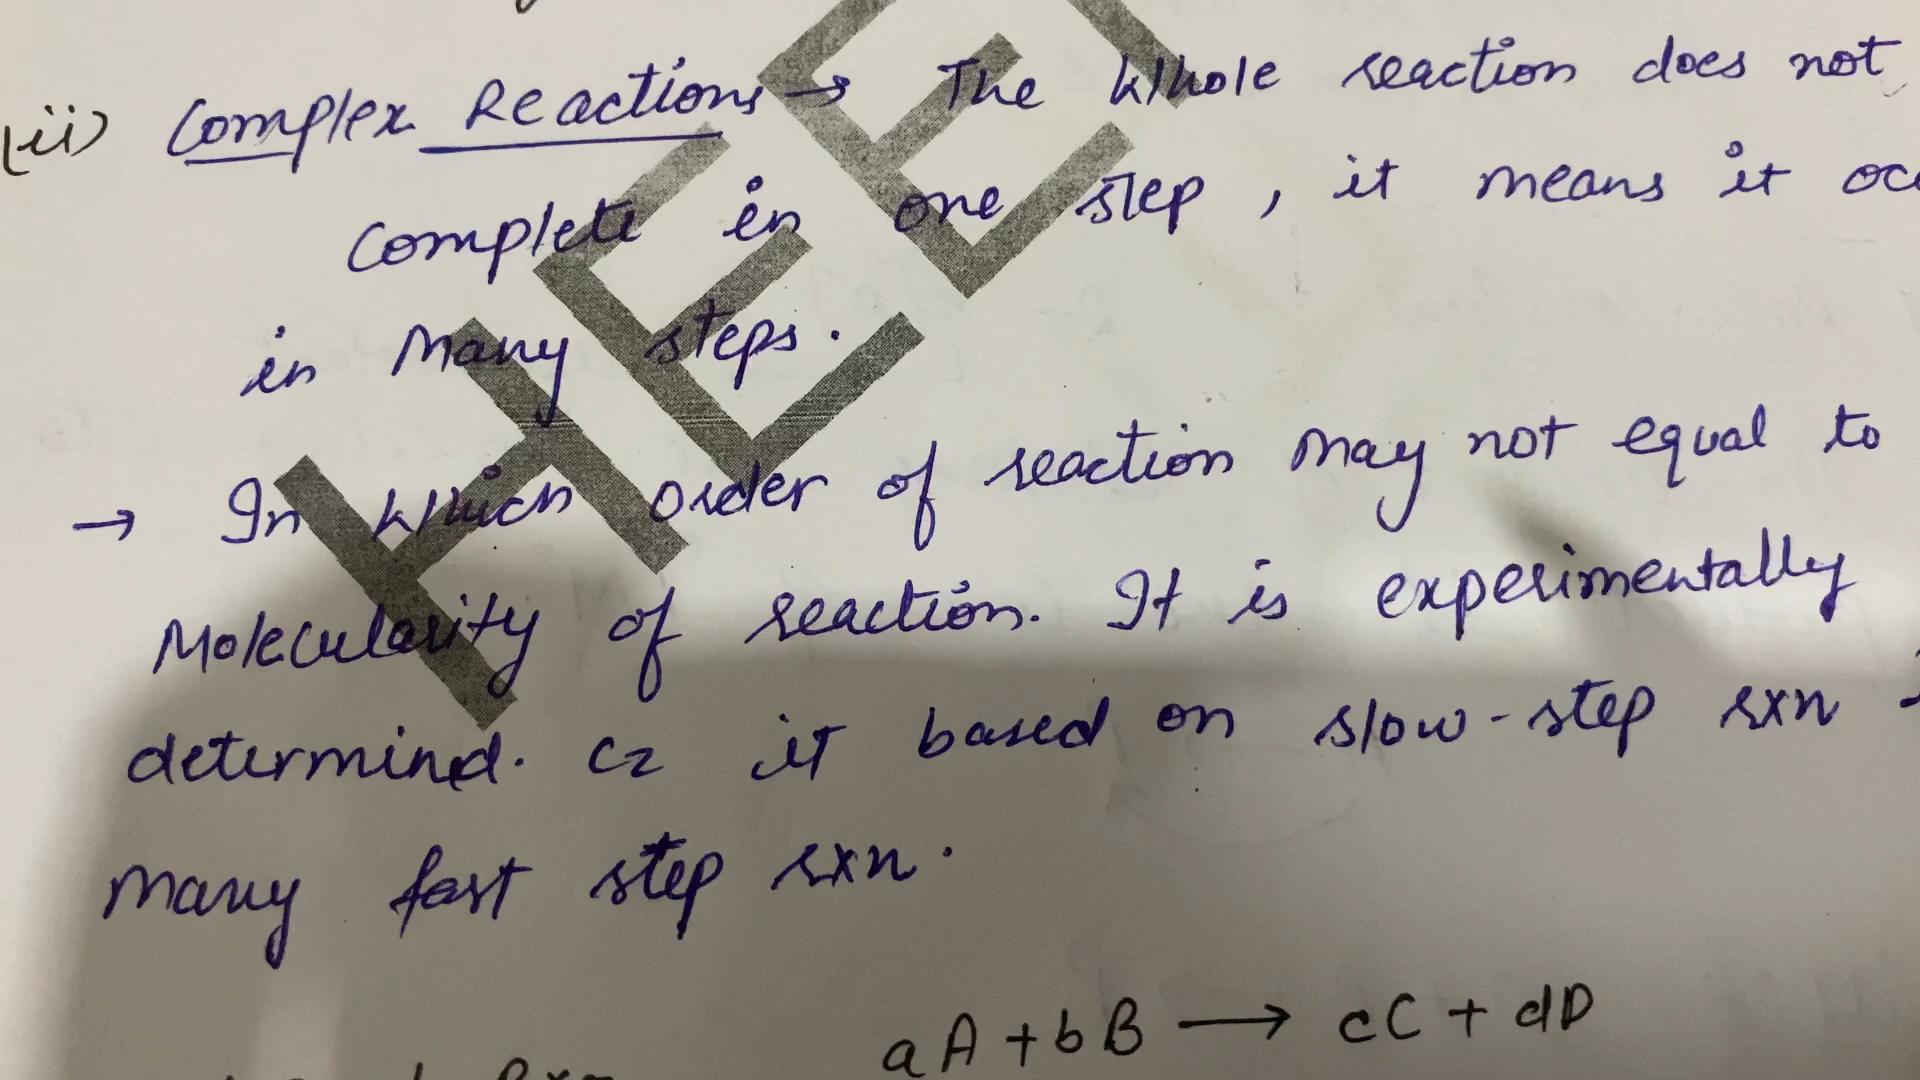 (ii) Complex Reactions → The Whole reaction does not
complete in one step, it means it
in Many steps.
→ In Which order of reaction may not equal to
Molecularity of reaction. It is experimentally
determind. Cz it based on slow-step rxn
many fast step rxn.
aA + bB → cC + dD
HEE